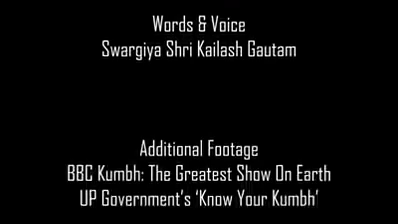 Words & Voice
Swargiya Shri Kailash Gautam
Additional Footage
BBC Kumbh: The Greatest Show On Earth
UP Government's 'Know Your Kumbh'